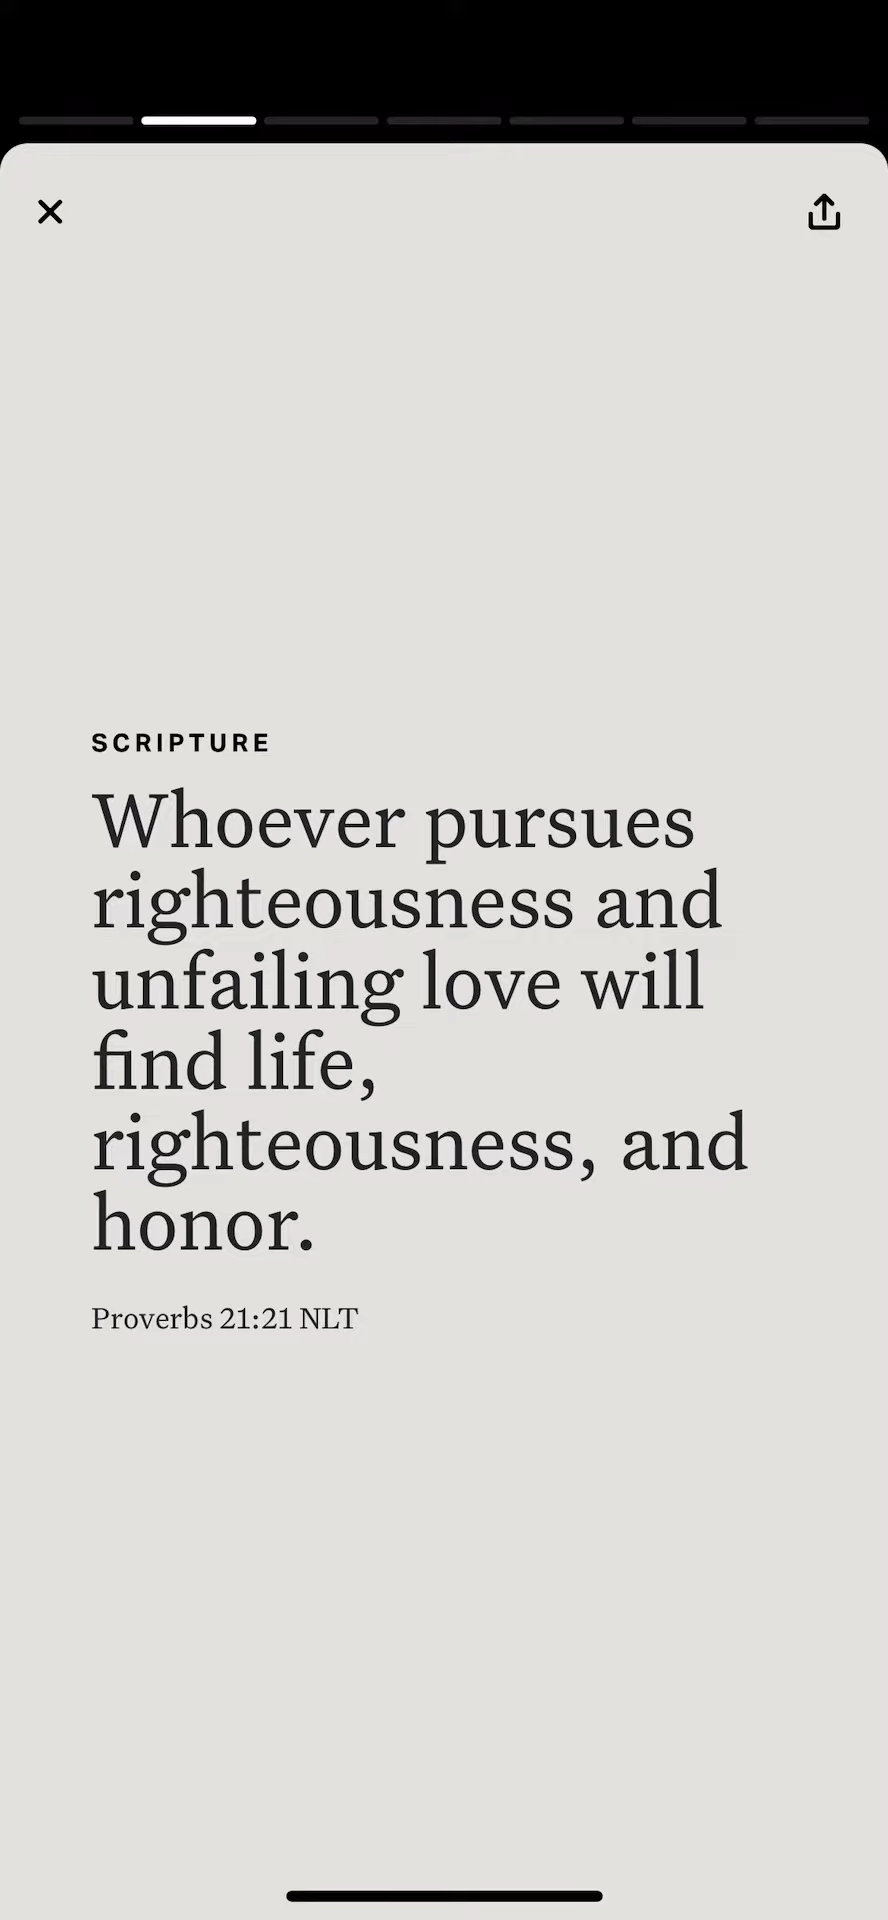 SCRIPTURE
Whoever pursues
righteousness and
unfailing love will
find life,
righteousness, and
honor.
Proverbs 21:21 NLT